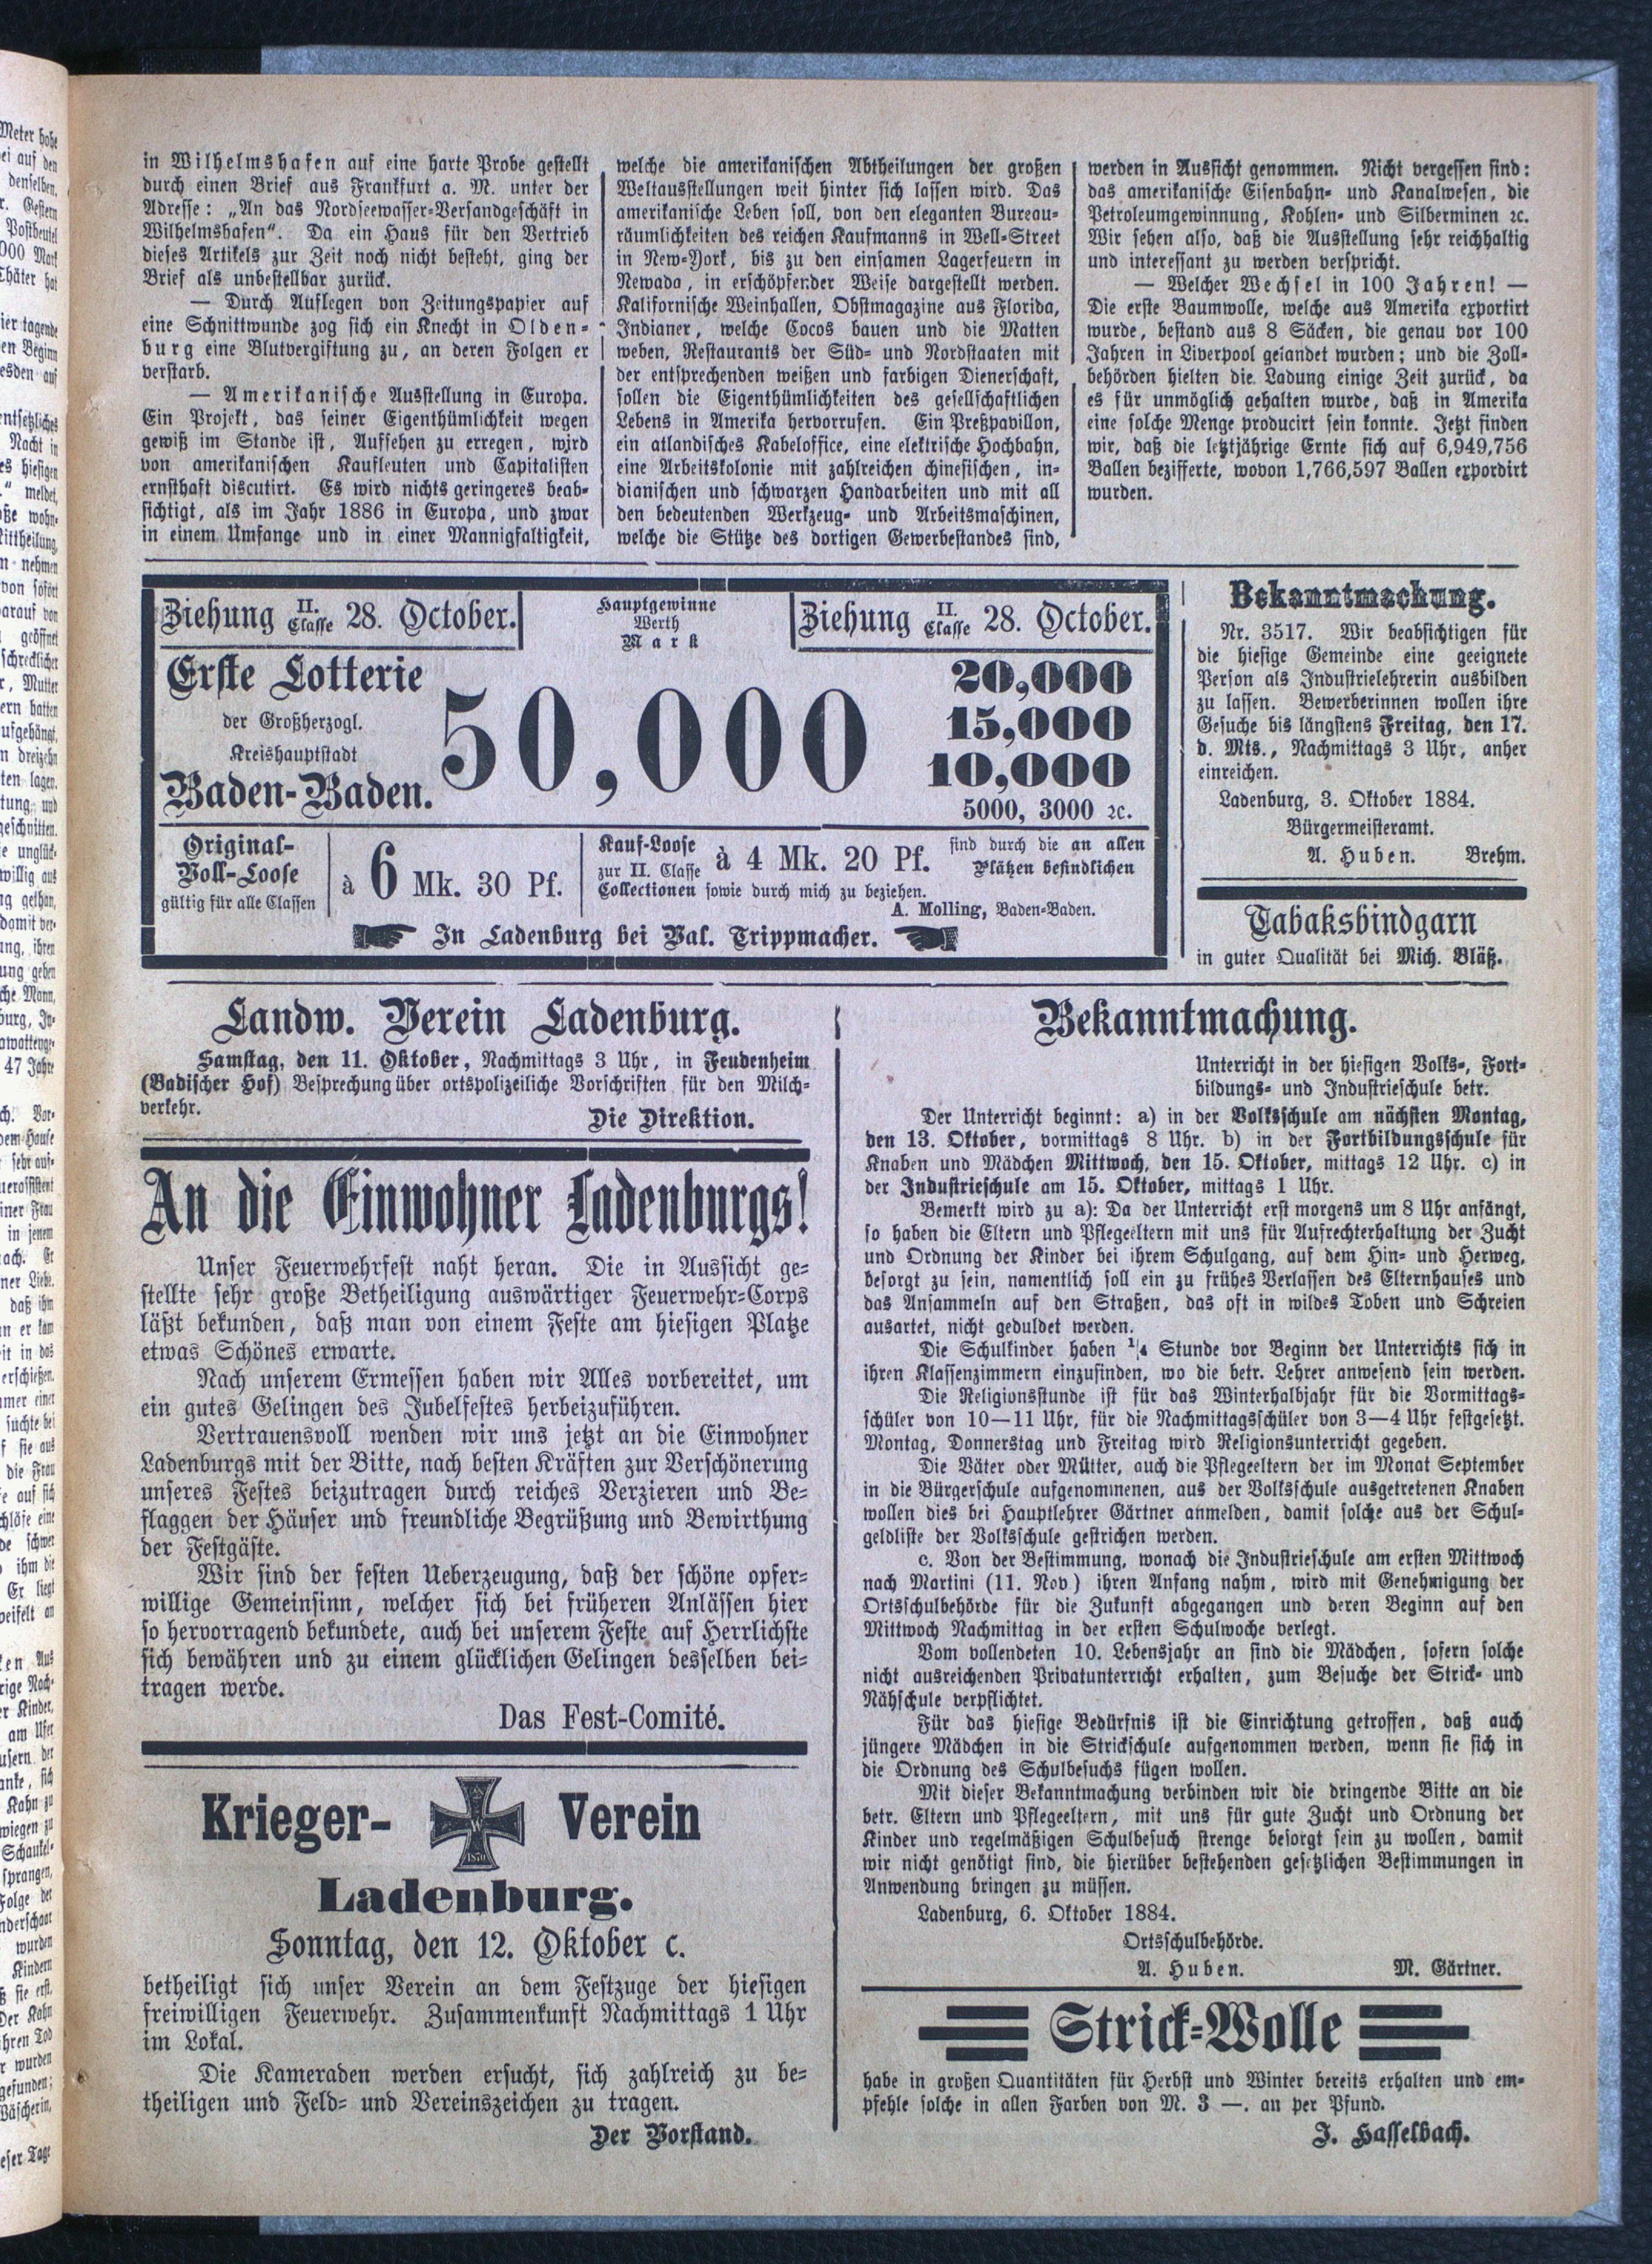 in Wilhelmshafen auf eine harte Probe gestellt
durch einen Brief aus Frankfurt a. M. unter der
Adresse: „An das Nordseewasser-Versandgeschäft in
Wilhelmshafen“. Da ein Haus für den Vertrieb
dieses Artikels zur Zeit noch nicht besteht, ging der
Brief als unbestellbar zurück.
— Durch Auflegen von Zeitungspapier auf
eine Schnittwunde zog sich ein Knecht in Olden-
burg eine Blutvergiftung zu, an deren Folgen er
verstarb.
— Amerikanische Ausstellung in Europa.
Ein Projekt, das seiner Eigenthümlichkeit wegen
gewiß im Stande ist, Aufsehen zu erregen, wird
von amerikanischen Kaufleuten und Capitalisten
ernsthaft discutirt. Es wird nichts geringeres beab-
sichtigt, als im Jahr 1886 in Europa, und zwar
in einem Umfange und in einer Mannigfaltigkeit,
welche die amerikanischen Abtheilungen der großen
Weltausstellungen weit hinter sich lassen wird. Das
amerikanische Leben soll, von den eleganten Bureau-
räumlichkeiten des reichen Kaufmanns in Well-Street
in New-York, bis zu den einsamen Lagerfeuern in
Newada, in erschöpfender Weise dargestellt werden.
Kalifornische Weinhallen, Obstmagazine aus Florida,
Indianer, welche Cocos bauen und die Matten
weben, Restaurants der Süd- und Nordstaaten mit
der entsprechenden weißen und farbigen Dienerschaft,
sollen die Eigenthümlichkeiten des gesellschaftlichen
Lebens in Amerika hervorrufen. Ein Preßpavillon,
ein atlandisches Kabeloffice, eine elektrische Hochbahn,
eine Arbeitskolonie mit zahlreichen chinesischen, in-
dianischen und schwarzen Handarbeiten und mit all
den bedeutenden Werkzeug- und Arbeitsmaschinen,
welche die Stütze des dortigen Gewerbestandes sind,
werden in Aussicht genommen. Nicht vergessen sind:
das amerikanische Eisenbahn- und Kanalwesen, die
Petroleumgewinnung, Kohlen- und Silberminen ꝛc.
Wir sehen also, daß die Ausstellung sehr reichhaltig
und interessant zu werden verspricht.
— Welcher Wechsel in 100 Jahren! —
Die erste Baumwolle, welche aus Amerika exportirt
wurde, bestand aus 8 Säcken, die genau vor 100
Jahren in Liverpool gelandet wurden; und die Zoll-
behörden hielten die Ladung einige Zeit zurück, da
es für unmöglich gehalten wurde, daß in Amerika
eine solche Menge producirt sein konnte. Jetzt finden
wir, daß die letztjährige Ernte sich auf 6,949,756
Ballen bezifferte, wovon 1,766,597 Ballen expordirt
wurden.
Ziehung II. Classe 28. October.
Hauptgewinne
Werth
Mark
Ziehung II. Classe 28. October.
Erste Lotterie
der Großherzogl.
Kreishauptstadt
Baden-Baden.
50,000
20,000
15,000
10,000
5000, 3000 ꝛc.
Original-
Voll-Loose
gültig für alle Classen
à 6 Mk. 30 Pf.
Kauf-Loose
zur II. Classe
à 4 Mk. 20 Pf.
sind durch die an allen
Plätzen befindlichen
Collectionen sowie durch mich zu beziehen.
A. Molling, Baden-Baden.
In Ladenburg bei Val. Trippmacher.
Bekanntmachung.
Nr. 3517. Wir beabsichtigen für
die hiesige Gemeinde eine geeignete
Person als Industrielehrerin ausbilden
zu lassen. Bewerberinnen wollen ihre
Gesuche bis längstens Freitag, den 17.
d. Mts., Nachmittags 3 Uhr, anher
einreichen.
Ladenburg, 3. Oktober 1884.
Bürgermeisteramt.
A. Huben. Brehm.
Tabaksbindgarn
in guter Qualität bei Mich. Bläß.
Landw. Verein Ladenburg.
Samstag, den 11. Oktober, Nachmittags 3 Uhr, in Feudenheim
(Badischer Hof) Besprechung über ortspolizeiliche Vorschriften für den Milch-
verkehr.
Die Direktion.
An die Einwohner Ladenburgs!
Unser Feuerwehrfest naht heran. Die in Aussicht ge-
stellte sehr große Betheiligung auswärtiger Feuerwehr-Corps
läßt bekunden, daß man von einem Feste am hiesigen Platze
etwas Schönes erwarte.
Nach unserem Ermessen haben wir Alles vorbereitet, um
ein gutes Gelingen des Jubelfestes herbeizuführen.
Vertrauensvoll wenden wir uns jetzt an die Einwohner
Ladenburgs mit der Bitte, nach besten Kräften zur Verschönerung
unseres Festes beizutragen durch reiches Verzieren und Be-
flaggen der Häuser und freundliche Begrüßung und Bewirthung
der Festgäste.
Wir sind der festen Ueberzeugung, daß der schöne opfer-
willige Gemeinsinn, welcher sich bei früheren Anlässen hier
so hervorragend bekundete, auch bei unserem Feste auf Herrlichste
sich bewähren und zu einem glücklichen Gelingen desselben bei-
tragen werde.
Das Fest-Comité.
Krieger- Verein
W
1870
Ladenburg.
Sonntag, den 12. Oktober c.
betheiligt sich unser Verein an dem Festzuge der hiesigen
freiwilligen Feuerwehr. Zusammenkunft Nachmittags 1 Uhr
im Lokal.
Die Kameraden werden ersucht, sich zahlreich zu be-
theiligen und Feld- und Vereinszeichen zu tragen.
Der Vorstand.
Bekanntmachung.
Unterricht in der hiesigen Volks-, Fort-
bildungs- und Industrieschule betr.
Der Unterricht beginnt: a) in der Volksschule am nächsten Montag,
den 13. Oktober, vormittags 8 Uhr. b) in der Fortbildungsschule für
Knaben und Mädchen Mittwoch, den 15. Oktober, mittags 12 Uhr. c) in
der Industrieschule am 15. Oktober, mittags 1 Uhr.
Bemerkt wird zu a): Da der Unterricht erst morgens um 8 Uhr anfängt,
so haben die Eltern und Pflegeeltern mit uns für Aufrechterhaltung der Zucht
und Ordnung der Kinder bei ihrem Schulgang, auf dem Hin- und Herweg,
besorgt zu sein, namentlich soll ein zu frühes Verlassen des Elternhauses und
das Ansammeln auf den Straßen, das oft in wildes Toben und Schreien
ausartet, nicht geduldet werden.
Die Schulkinder haben 1/4 Stunde vor Beginn der Unterrichts sich in
ihren Klassenzimmern einzufinden, wo die betr. Lehrer anwesend sein werden.
Die Religionsstunde ist für das Winterhalbjahr für die Vormittags-
schüler von 10—11 Uhr, für die Nachmittagsschüler von 3—4 Uhr festgesetzt.
Montag, Donnerstag und Freitag wird Religionsunterricht gegeben.
Die Väter oder Mütter, auch die Pflegeeltern der im Monat September
in die Bürgerschule aufgenommenen, aus der Volksschule ausgetretenen Knaben
wollen dies bei Hauptlehrer Gärtner anmelden, damit solche aus der Schul-
geldliste der Volksschule gestrichen werden.
c. Von der Bestimmung, wonach die Industrieschule am ersten Mittwoch
nach Martini (11. Nov) ihren Anfang nahm, wird mit Genehmigung der
Ortsschulbehörde für die Zukunft abgegangen und deren Beginn auf den
Mittwoch Nachmittag in der ersten Schulwoche verlegt.
Vom vollendeten 10. Lebensjahr an sind die Mädchen, sofern solche
nicht ausreichenden Privatunterricht erhalten, zum Besuche der Strick- und
Nähschule verpflichtet.
Für das hiesige Bedürfnis ist die Einrichtung getroffen, daß auch
jüngere Mädchen in die Strickschule aufgenommen werden, wenn sie sich in
die Ordnung des Schulbesuchs fügen wollen.
Mit dieser Bekanntmachung verbinden wir die dringende Bitte an die
betr. Eltern und Pflegeeltern, mit uns für gute Zucht und Ordnung der
Kinder und regelmäßigen Schulbesuch strenge besorgt sein zu wollen, damit
wir nicht genötigt sind, die hierüber bestehenden gesetzlichen Bestimmungen in
Anwendung bringen zu müssen.
Ladenburg, 6. Oktober 1884.
Ortsschulbehörde.
A. Huben. M. Gärtner.
Strick-Wolle
habe in großen Quantitäten für Herbst und Winter bereits erhalten und em-
pfehle solche in allen Farben von M. 3 —. an per Pfund.
J. Hasselbach.